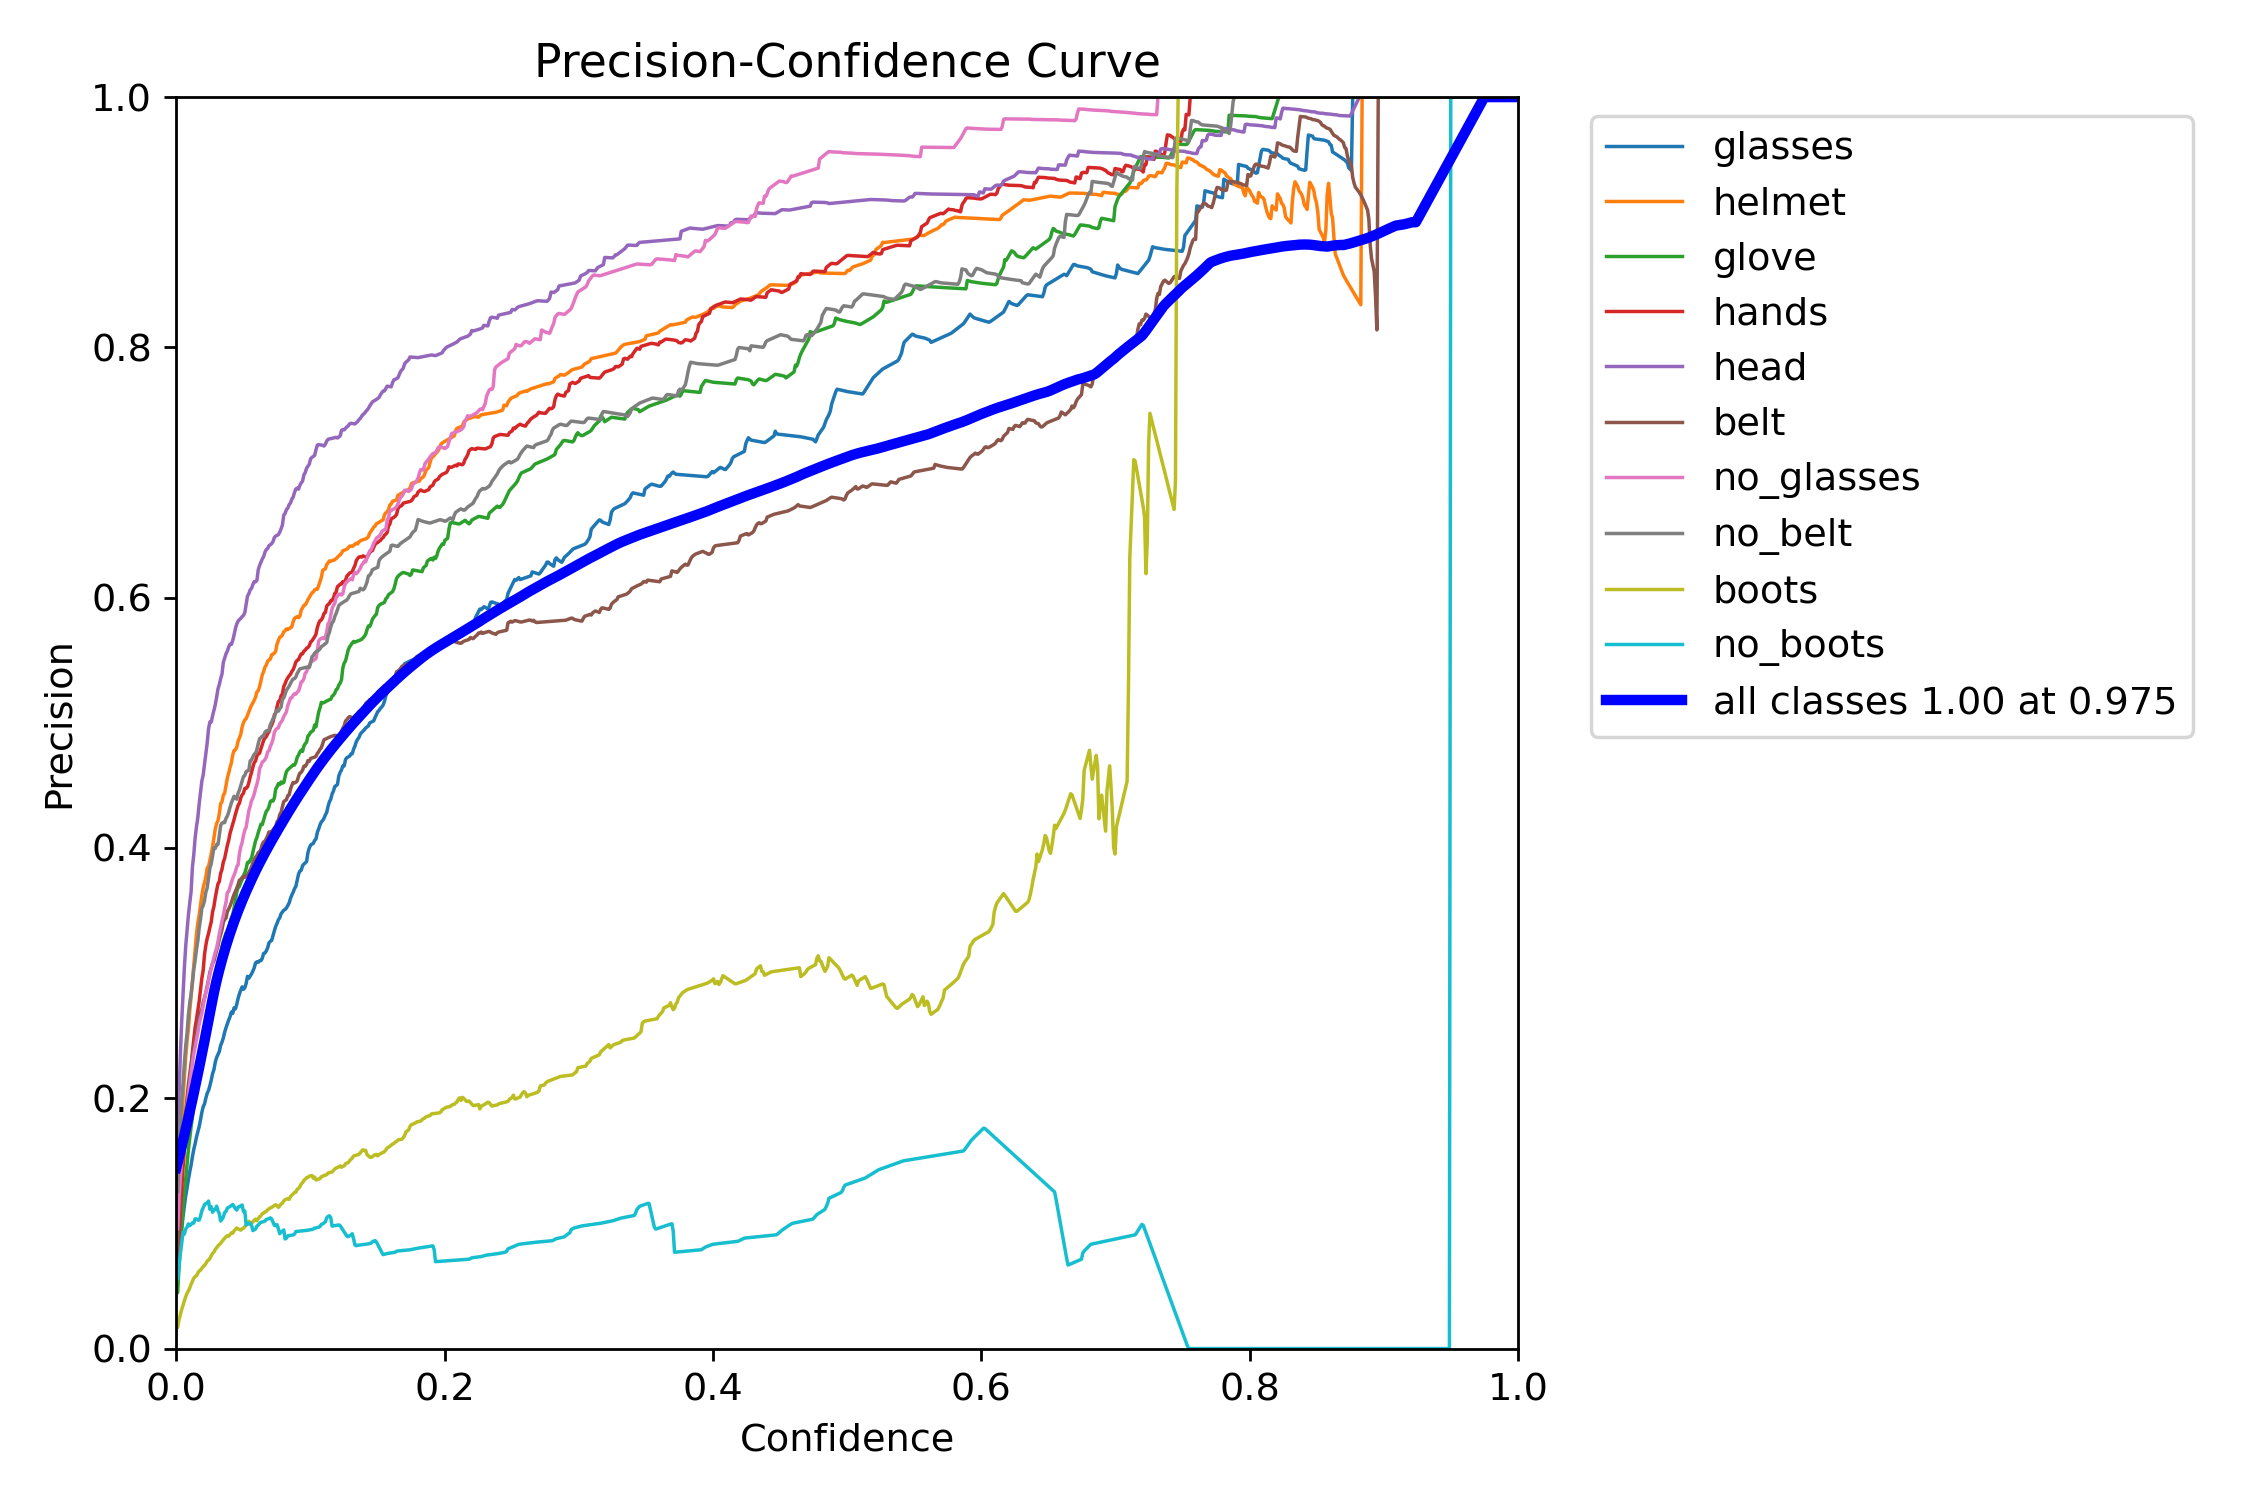 Precision-Confidence Curve
1.0
0.8
0.6
0.4
0.2
0.0
Precision
0.0 0.2 0.4 0.6 0.8 1.0
Confidence
glasses
helmet
glove
hands
head
belt
no_glasses
no_belt
boots
no_boots
all classes 1.00 at 0.975